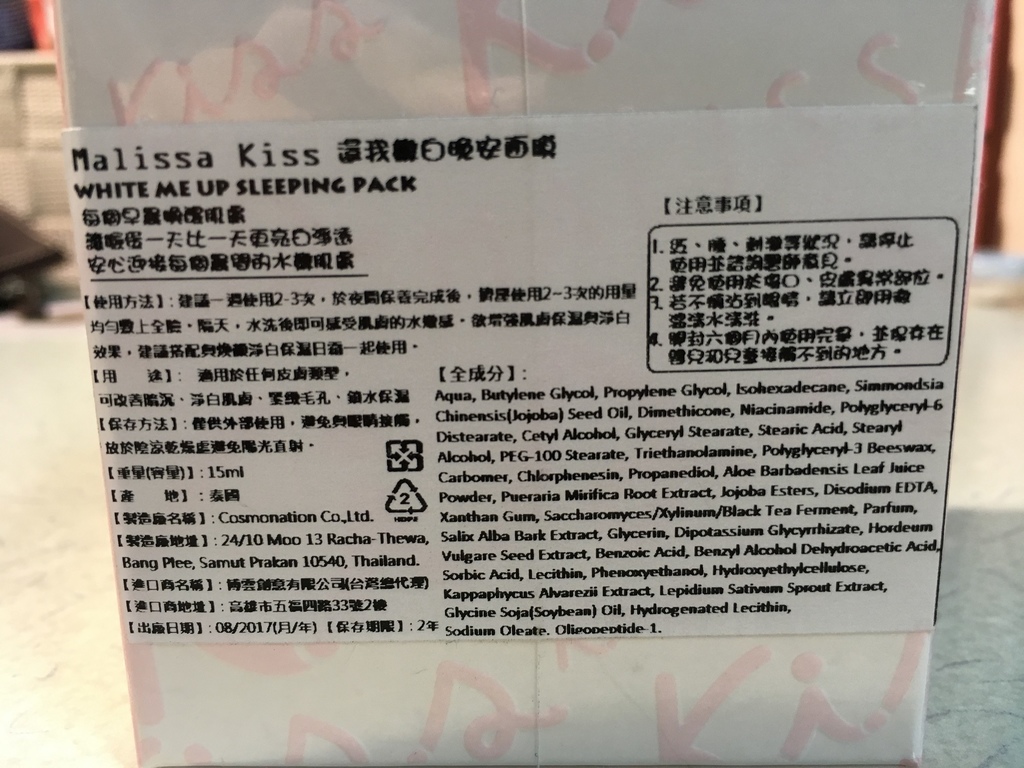 Malissa Kiss 還我嫩白晚安面膜
WHITE ME UP SLEEPING PACK
每個早晨喚醒肌膚
讓暖蛋一天比一天更亮白淨透
安心迎接每個晨間的水嫩肌膚
【使用方法】:建議一週使用2-3次,於夜間保養完成後,擠壓使用2~3次的用量
均勻敷上全臉。隔天,水洗後即可感受肌膚的水嫩感。欲增強肌膚保濕與淨白
效果,建議搭配與煥嫩淨白保濕日霜一起使用。
【用 途】: 適用於任何皮膚類型,
可改善暗沉、淨白肌膚、緊緻毛孔、鎖水保濕
【保存方法】:僅供外部使用,避免與眼睛接觸,
放於陰涼乾燥處避免陽光直射。
【重量(容量)】:15ml
【產 地】:泰國
【製造廠名稱】:Cosmonation Co.,Ltd.
【製造廠地址】:24/10 Moo 13 Racha-Thewa,
Bang Plee, Samut Prakan 10540, Thailand.
【進口商名稱】:博雲創意有限公司(台灣總代理)
【進口商地址】:高雄市五福四路33號2樓
【出廠日期】:08/2017(月/年)【保存期限】:2年
2
HDPE
【注意事項】
1. 紅、腫、刺激等狀況,請停止
使用並諮詢醫師意見。
2. 避免使用於傷口、皮膚異常部位。
3. 若不慎沾到眼睛,請立即用微
溫清水清洗。
4. 開封六個月內使用完畢,並保存在
嬰兒和兒童接觸不到的地方。
【全成分】:
Aqua, Butylene Glycol, Propylene Glycol, Isohexadecane, Simmondsia
Chinensis(Jojoba) Seed Oil, Dimethicone, Niacinamide, Polyglyceryl-6
Distearate, Cetyl Alcohol, Glyceryl Stearate, Stearic Acid, Stearyl
Alcohol, PEG-100 Stearate, Triethanolamine, Polyglyceryl-3 Beeswax,
Carbomer, Chlorphenesin, Propanediol, Aloe Barbadensis Leaf Juice
Powder, Pueraria Mirifica Root Extract, Jojoba Esters, Disodium EDTA,
Xanthan Gum, Saccharomyces/Xylinum/Black Tea Ferment, Parfum,
Salix Alba Bark Extract, Glycerin, Dipotassium Glycyrrhizate, Hordeum
Vulgare Seed Extract, Benzoic Acid, Benzyl Alcohol Dehydroacetic Acid,
Sorbic Acid, Lecithin, Phenoxyethanol, Hydroxyethylcellulose,
Kappaphycus Alvarezii Extract, Lepidium Sativum Sprout Extract,
Glycine Soja(Soybean) Oil, Hydrogenated Lecithin,
Sodium Oleate, Oligopeptide-1.